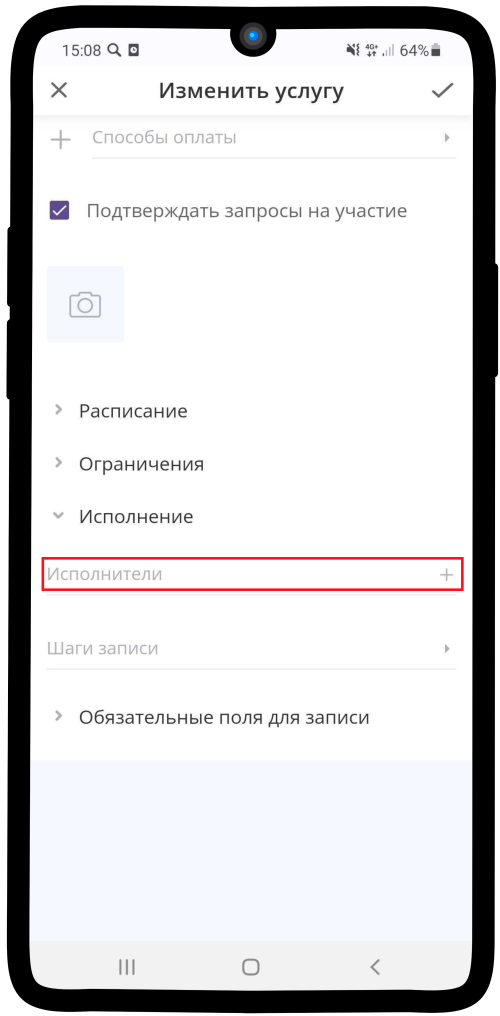 15:08 4G+ 64%
Изменить услугу
Способы оплаты
Подтверждать запросы на участие
Расписание
Ограничения
Исполнение
Исполнители
Шаги записи
Обязательные поля для записи